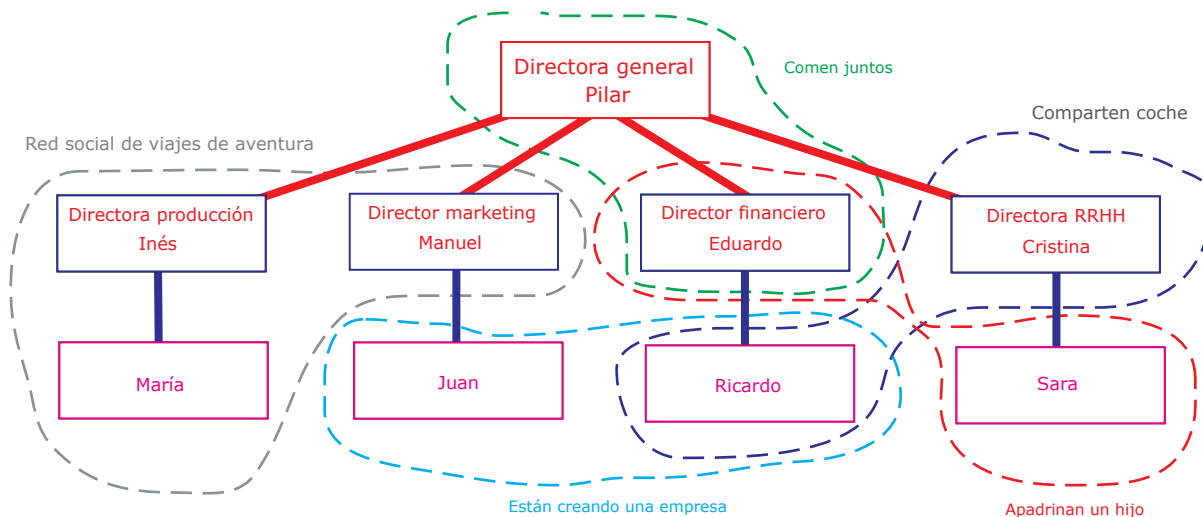 Directora general
Pilar
Comen juntos
Comparten coche
Red social de viajes de aventura
Directora producción
Inés
Director marketing
Manuel
Director financiero
Eduardo
Directora RRHH
Cristina
María
Juan
Ricardo
Sara
Están creando una empresa
Apadrinan un hijo